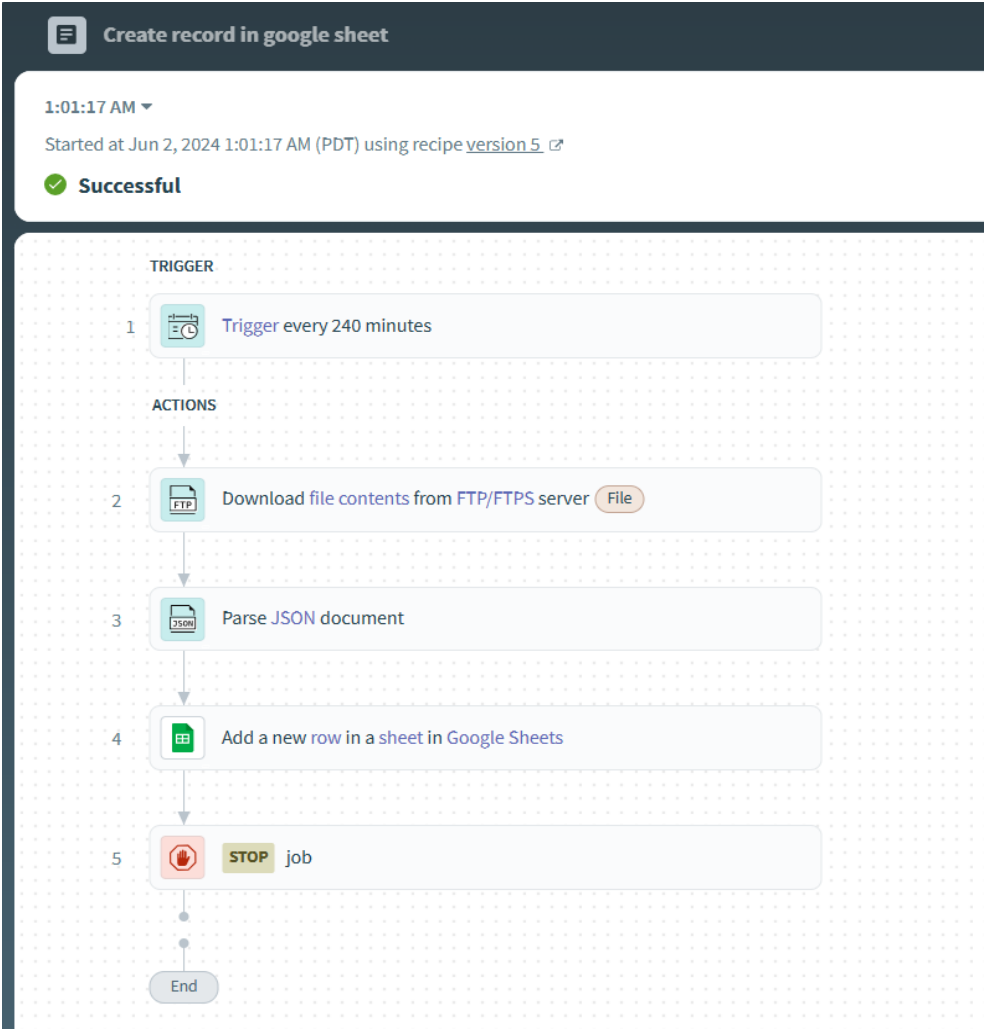 Create record in google sheet
1:01:17 AM
Started at Jun 2, 2024 1:01:17 AM (PDT) using recipe version 5
Successful
TRIGGER
1 Trigger every 240 minutes
ACTIONS
2 FTP Download file contents from FTP/FTPS server File
3 JSON Parse JSON document
4 Add a new row in a sheet in Google Sheets
5 STOP job
End